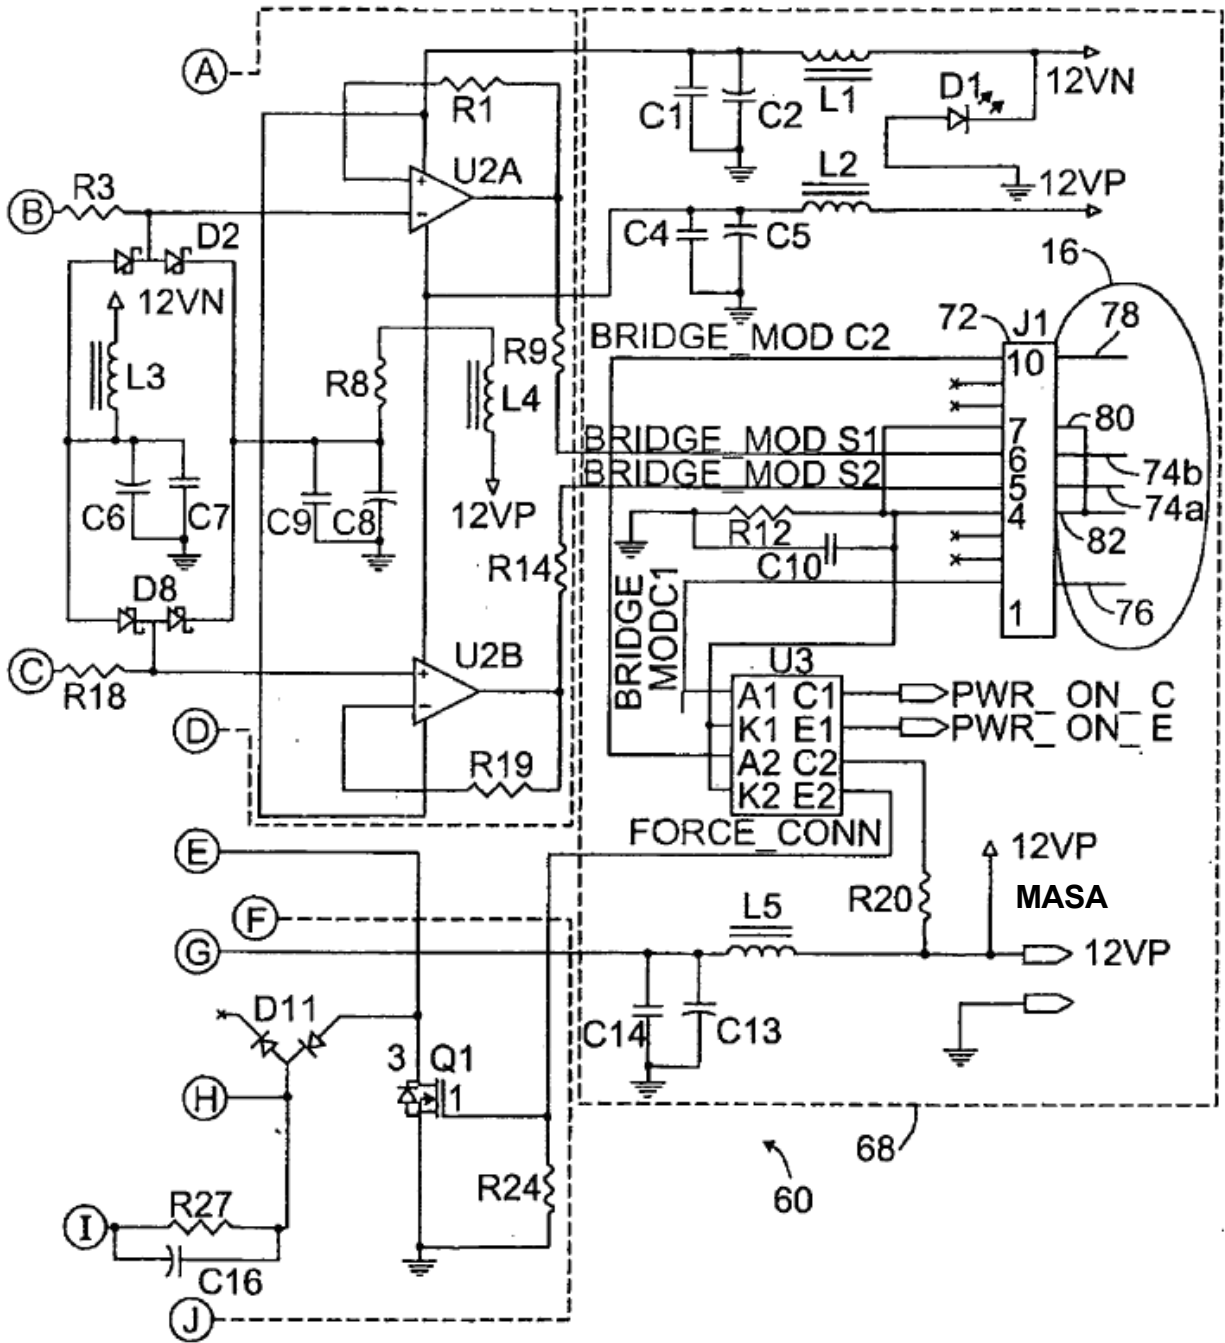 A
R1
C1
C2
L1
D1
12VN
U2A
+
-
L2
12VP
B
R3
D2
C4
C5
12VN
16
L3
R8
R9
L4
BRIDGE_MOD C2
72
J1
10
78
7
80
BRIDGE_MOD S1
6
74b
BRIDGE_MOD S2
5
74a
C6
C7
C9
C8
12VP
R12
4
82
C10
R14
BRIDGE
MODC1
1
76
D8
C
R18
U2B
+
-
U3
A1 C1
PWR_ON_C
K1 E1
PWR_ON_E
A2 C2
K2 E2
D
R19
FORCE_CONN
E
12VP
MASA
R20
F
L5
G
12VP
D11
C14
C13
3
Q1
1
H
68
60
R24
R27
I
C16
J